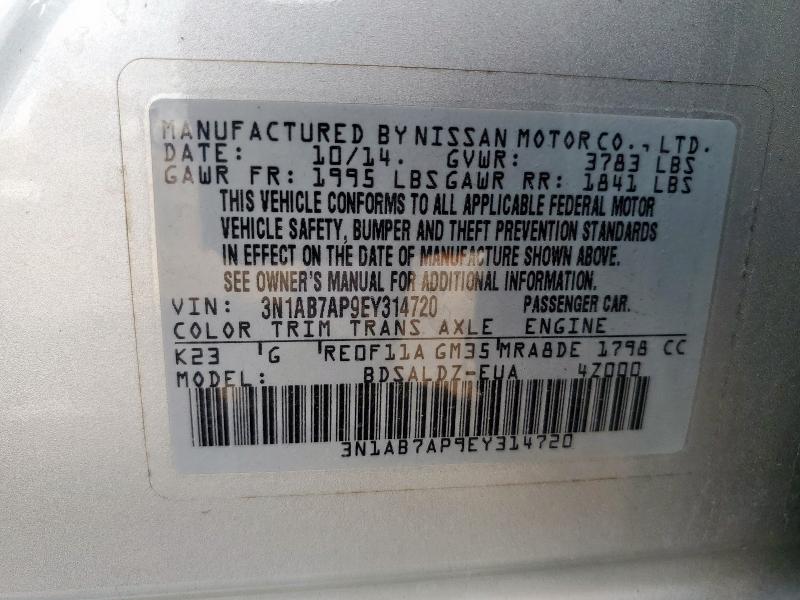 MANUFACTURED BY NISSAN MOTOR CO., LTD.
DATE: 10/14. GVWR: 3783 LBS
GAWR FR: 1995 LBS GAWR RR: 1841 LBS
THIS VEHICLE CONFORMS TO ALL APPLICABLE FEDERAL MOTOR
VEHICLE SAFETY, BUMPER AND THEFT PREVENTION STANDARDS
IN EFFECT ON THE DATE OF MANUFACTURE SHOWN ABOVE.
SEE OWNER'S MANUAL FOR ADDITIONAL INFORMATION.
VIN: 3N1AB7AP9EY314720 PASSENGER CAR.
COLOR TRIM TRANS AXLE ENGINE
K23 G RE0F11A GM35 MRA8DE 1798 CC
MODEL: BDSALDZ-EUA 4Z000
3N1AB7AP9EY314720